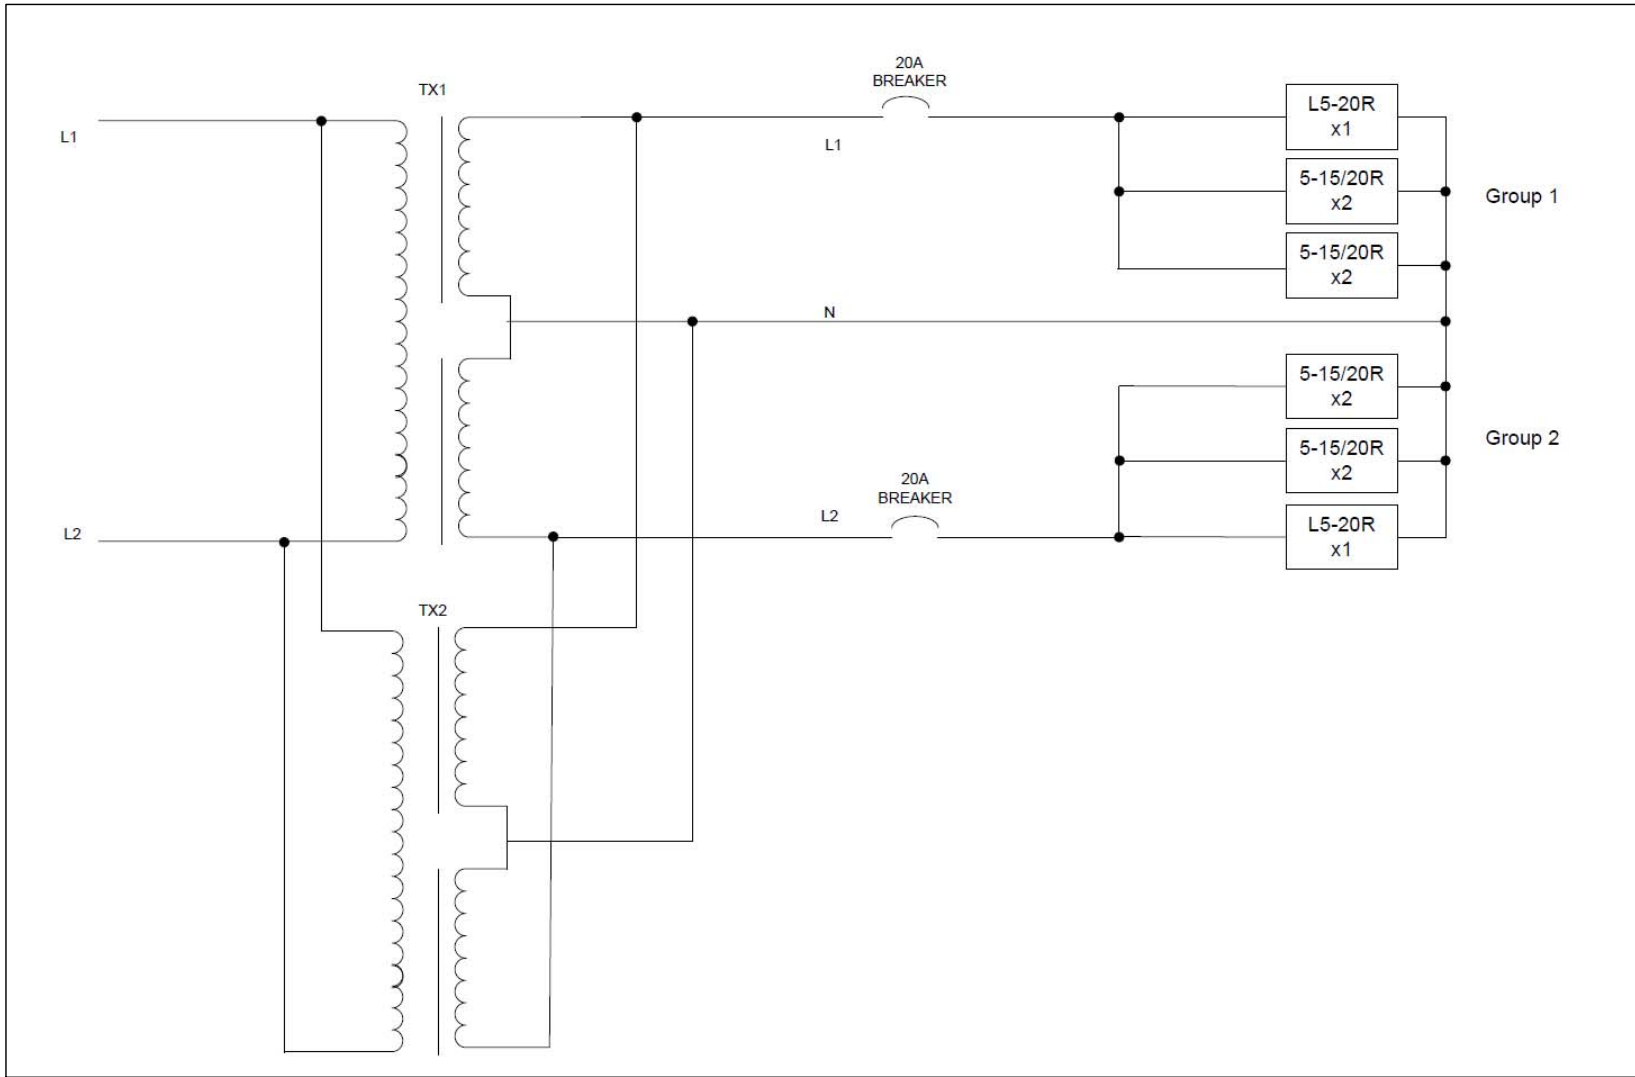 20A
BREAKER
TX1
L1
L1
L5-20R
x1
5-15/20R
x2
Group 1
5-15/20R
x2
N
5-15/20R
x2
Group 2
5-15/20R
x2
20A
BREAKER
L2
L2
L5-20R
x1
TX2